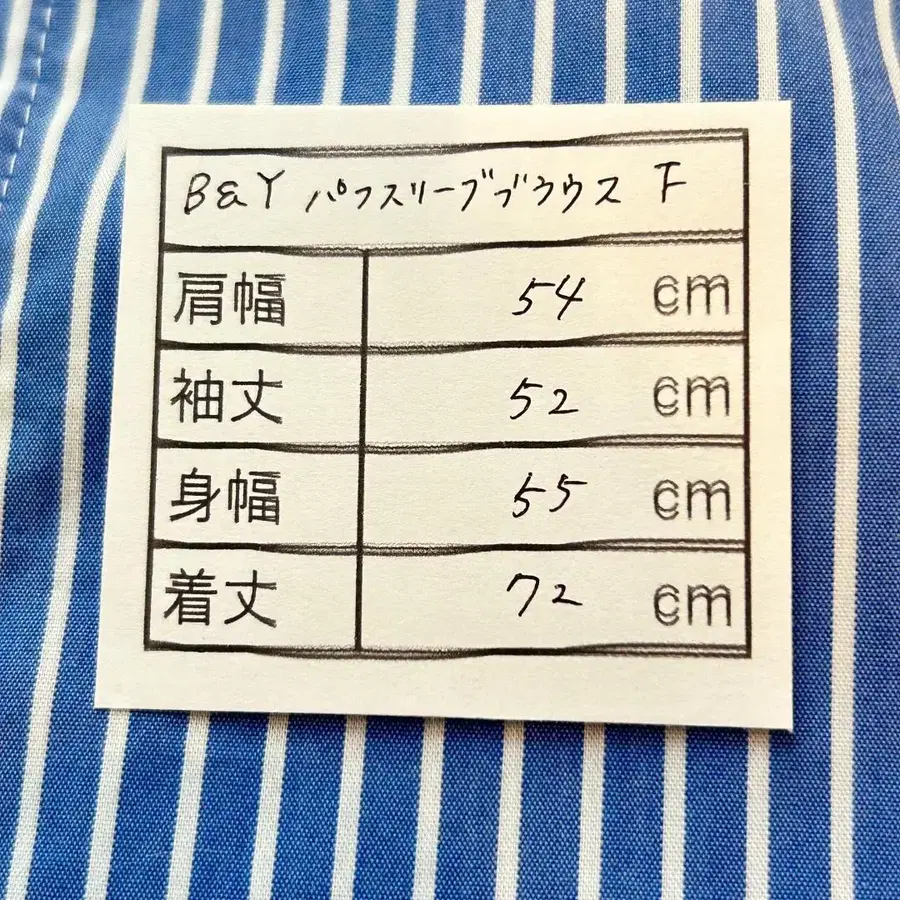 B&Y パフスリーブブラウス F
肩幅 54 cm
袖丈 52 cm
身幅 55 cm
着丈 72 cm